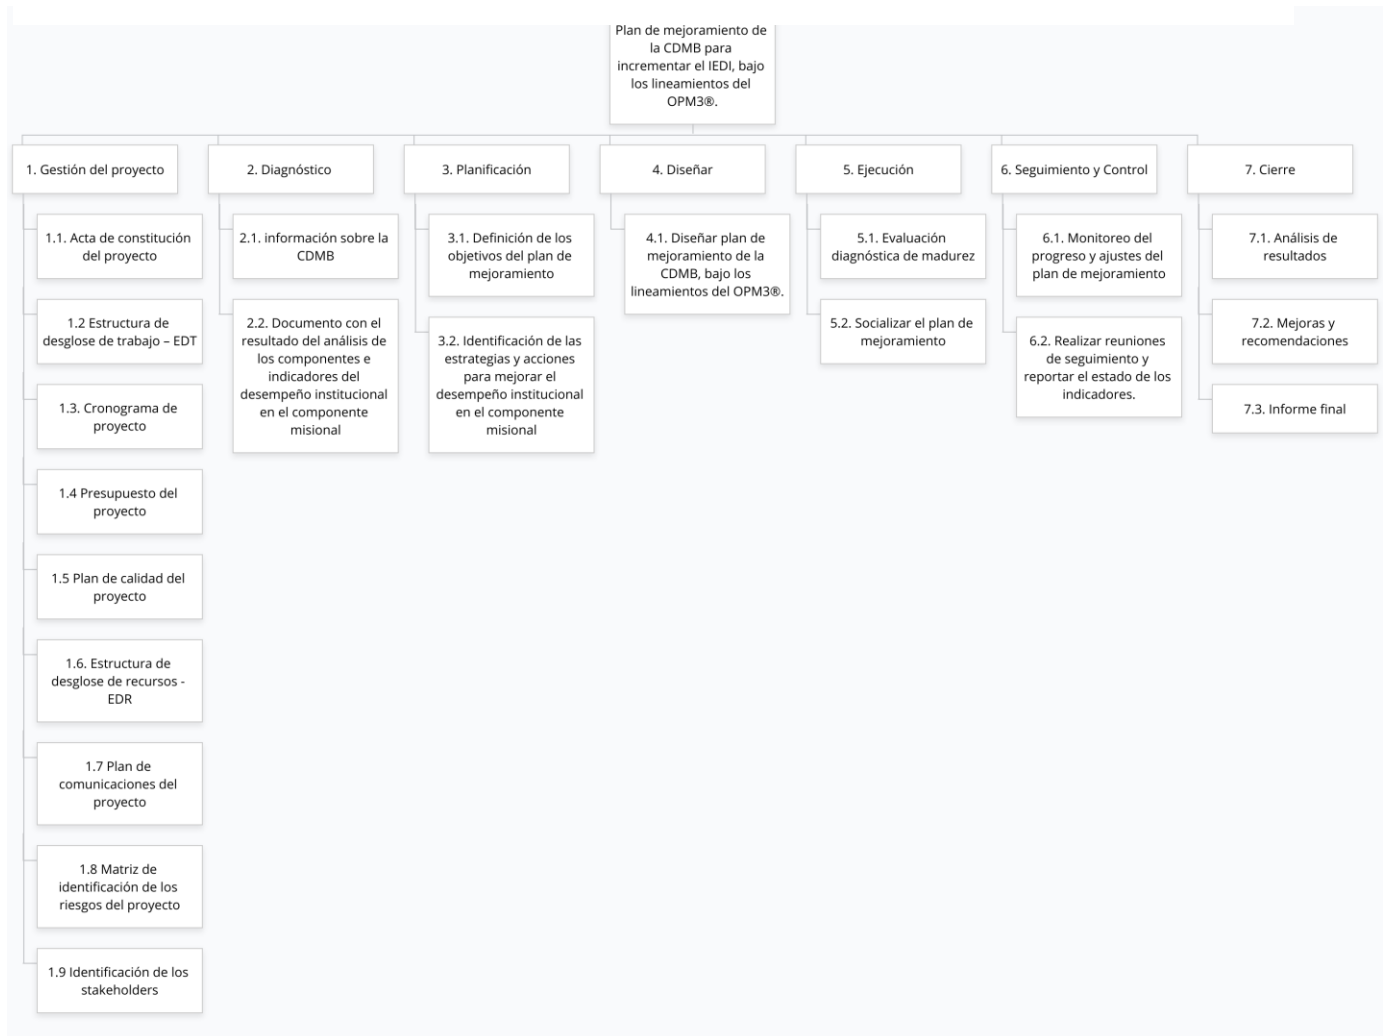 Plan de mejoramiento de
la CDMB para
incrementar el IEDI, bajo
los lineamientos del
OPM3®.
1. Gestión del proyecto
1.1. Acta de constitución
del proyecto
1.2 Estructura de
desglose de trabajo – EDT
1.3. Cronograma de
proyecto
1.4 Presupuesto del
proyecto
1.5 Plan de calidad del
proyecto
1.6. Estructura de
desglose de recursos -
EDR
1.7 Plan de
comunicaciones del
proyecto
1.8 Matriz de
identificación de los
riesgos del proyecto
1.9 Identificación de los
stakeholders
2. Diagnóstico
2.1. información sobre la
CDMB
2.2. Documento con el
resultado del análisis de
los componentes e
indicadores del
desempeño institucional
en el componente
misional
3. Planificación
3.1. Definición de los
objetivos del plan de
mejoramiento
3.2. Identificación de las
estrategias y acciones
para mejorar el
desempeño institucional
en el componente
misional
4. Diseñar
4.1. Diseñar plan de
mejoramiento de la
CDMB, bajo los
lineamientos del OPM3®.
5. Ejecución
5.1. Evaluación
diagnóstica de madurez
5.2. Socializar el plan de
mejoramiento
6. Seguimiento y Control
6.1. Monitoreo del
progreso y ajustes del
plan de mejoramiento
6.2. Realizar reuniones
de seguimiento y
reportar el estado de los
indicadores.
7. Cierre
7.1. Análisis de
resultados
7.2. Mejoras y
recomendaciones
7.3. Informe final